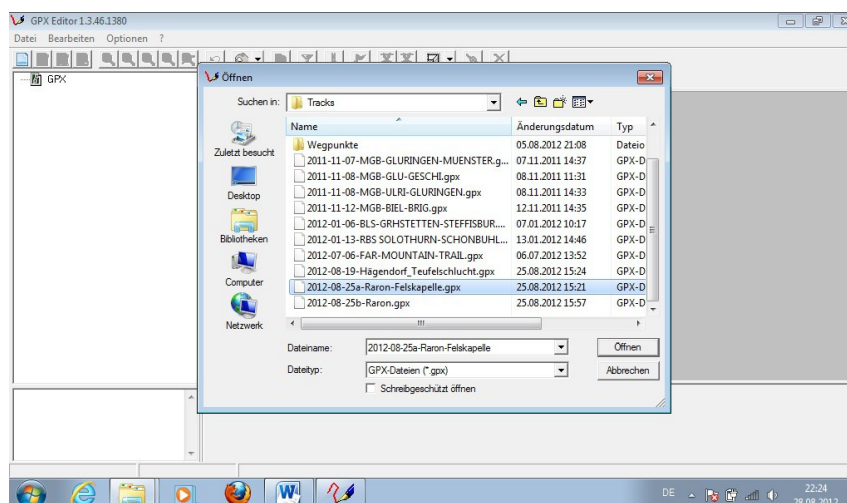 GPX Editor 1.3.46.1380
Datei Bearbeiten Optionen ?
GPX
Öffnen
Suchen in: Tracks
Name Änderungsdatum Typ
Wegpunkte 05.08.2012 21:08 Dateio
2011-11-07-MGB-GLURINGEN-MUENSTER.g... 07.11.2011 14:37 GPX-D
2011-11-08-MGB-GLU-GESCHI.gpx 08.11.2011 11:31 GPX-D
2011-11-08-MGB-ULRI-GLURINGEN.gpx 08.11.2011 14:33 GPX-D
2011-11-12-MGB-BIEL-BRIG.gpx 12.11.2011 14:35 GPX-D
2012-01-06-BLS-GRHSTETTEN-STEFFISBUR.... 07.01.2012 10:17 GPX-D
2012-01-13-RBS SOLOTHURN-SCHONBUHL... 13.01.2012 14:46 GPX-D
2012-07-06-FAR-MOUNTAIN-TRAIL.gpx 06.07.2012 13:52 GPX-D
2012-08-19-Hägendorf_Teufelschlucht.gpx 25.08.2012 15:24 GPX-D
2012-08-25a-Raron-Felskapelle.gpx 25.08.2012 15:21 GPX-D
2012-08-25b-Raron.gpx 25.08.2012 15:57 GPX-D
Zuletzt besucht
Desktop
Bibliotheken
Computer
Netzwerk
Dateiname: 2012-08-25a-Raron-Felskapelle Öffnen
Dateityp: GPX-Dateien (*.gpx) Abbrechen
Schreibgeschützt öffnen
W
DE 22:24
28.08.2012